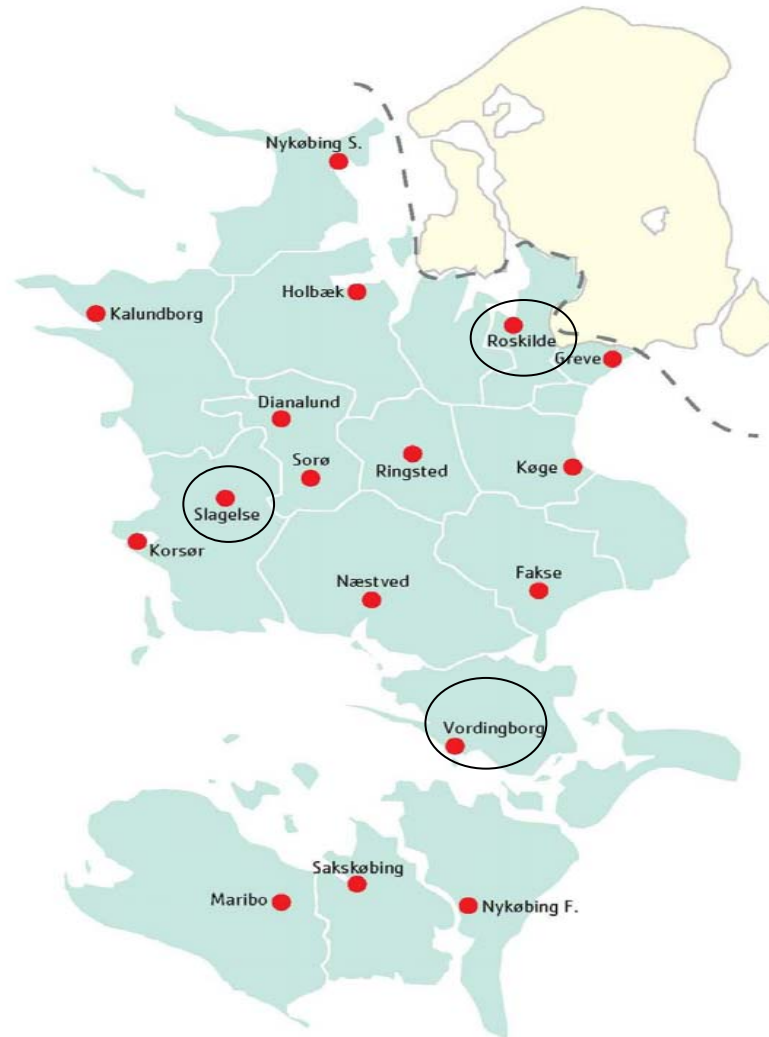 Nykøbing S.
Holbæk
Kalundborg
Roskilde
Greve
Dianalund
Sorø
Ringsted
Køge
Slagelse
Korsør
Næstved
Fakse
Vordingborg
Sakskøbing
Maribo
Nykøbing F.